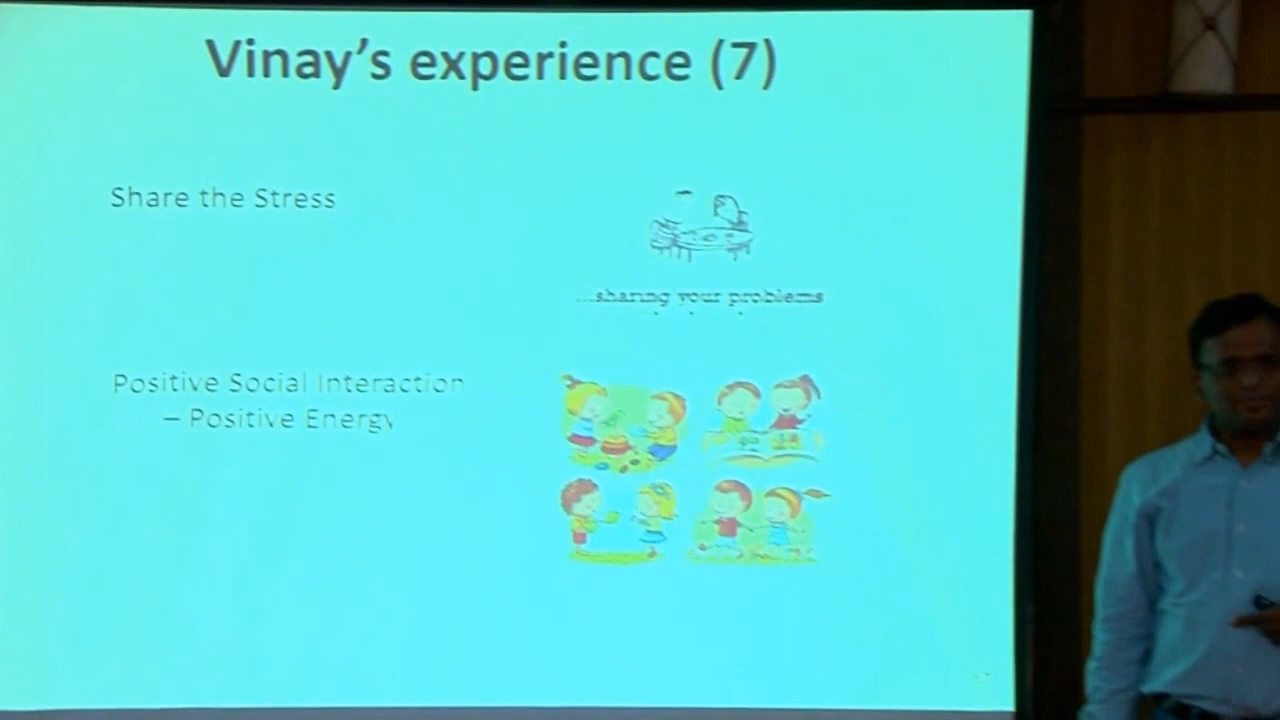 Vinay's experience (7)
Share the Stress
...sharing your problems
Positive Social Interaction
– Positive Energy